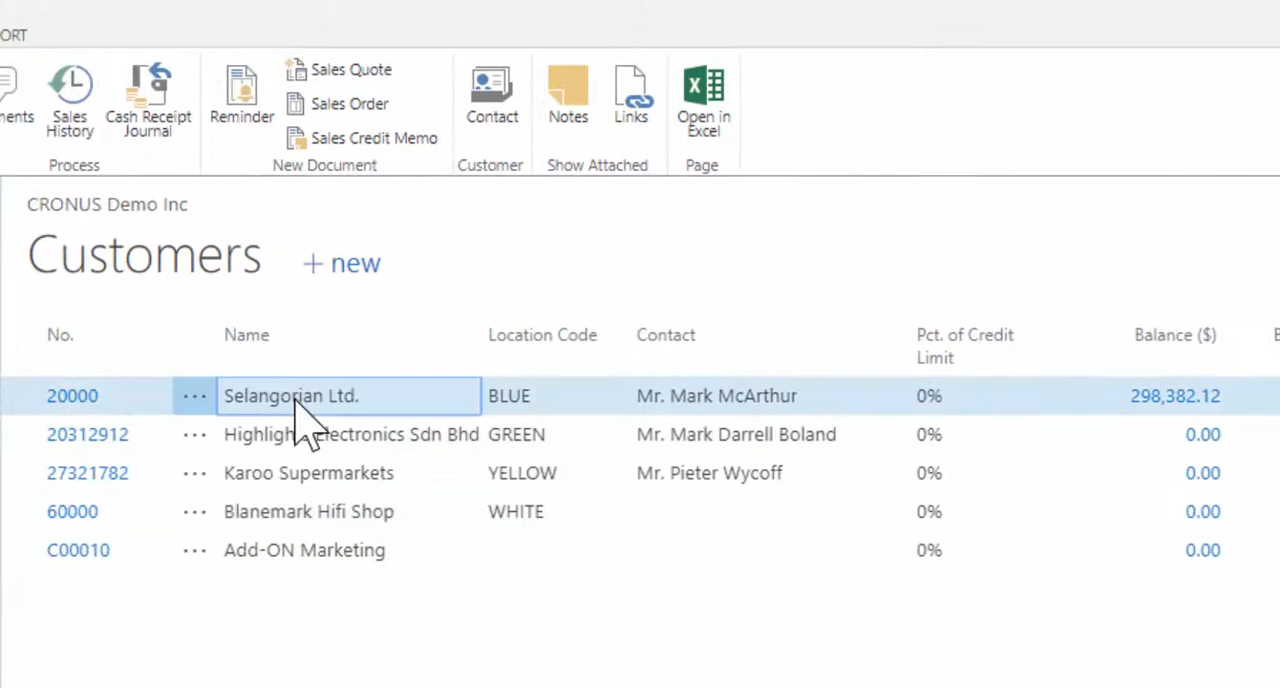 ORT
Sales Quote
Sales Order
Sales Credit Memo
ments
Sales History
Cash Receipt Journal
Reminder
Contact
Notes
Links
Open in Excel
Process
New Document
Customer
Show Attached
Page
CRONUS Demo Inc
Customers + new
No. Name Location Code Contact Pct. of Credit Limit Balance ($) B
20000 ··· Selangorian Ltd. BLUE Mr. Mark McArthur 0% 298,382.12
20312912 ··· Highlight Electronics Sdn Bhd GREEN Mr. Mark Darrell Boland 0% 0.00
27321782 ··· Karoo Supermarkets YELLOW Mr. Pieter Wycoff 0% 0.00
60000 ··· Blanemark Hifi Shop WHITE 0% 0.00
C00010 ··· Add-ON Marketing 0% 0.00